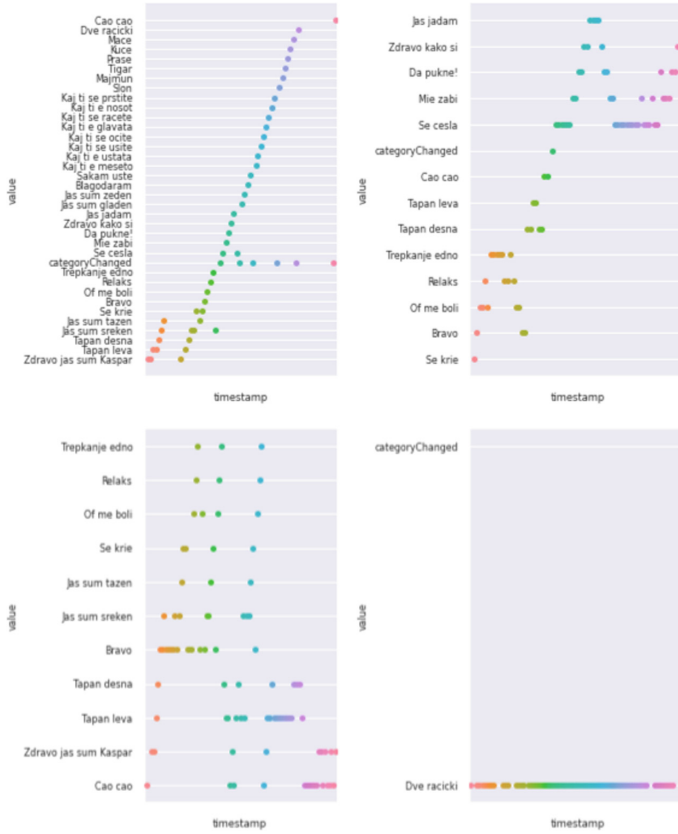 Cao cao
Dve racicki
Mace
Kuce
Prase
Tigar
Majmun
Slon
Kaj ti se prstite
Kaj ti e nosot
Kaj ti se racete
Kaj ti e glavata
Kaj ti se ocite
Kaj ti se usite
Kaj ti e ustata
Kaj ti e meseto
Sakam uste
Blagodaram
Jas sum zeden
Jas sum gladen
Jas jadam
Zdravo kako si
Da pukne!
Mie zabi
Se cesla
categoryChanged
Trepkanje edno
Relaks
Of me boli
Bravo
Se krie
Jas sum tazen
Jas sum sreken
Tapan desna
Tapan leva
Zdravo jas sum Kaspar
value
timestamp
Jas jadam
Zdravo kako si
Da pukne!
Mie zabi
Se cesla
categoryChanged
Cao cao
Tapan leva
Tapan desna
Trepkanje edno
Relaks
Of me boli
Bravo
Se krie
value
timestamp
Trepkanje edno
Relaks
Of me boli
Se krie
Jas sum tazen
Jas sum sreken
Bravo
Tapan desna
Tapan leva
Zdravo jas sum Kaspar
Cao cao
value
timestamp
categoryChanged
Dve racicki
value
timestamp